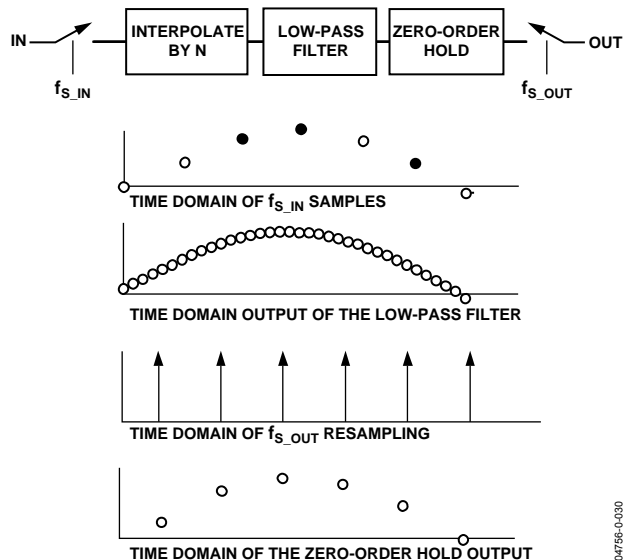 IN
INTERPOLATE
BY N
LOW-PASS
FILTER
ZERO-ORDER
HOLD
OUT
fS_IN
fS_OUT
TIME DOMAIN OF fS_IN SAMPLES
TIME DOMAIN OUTPUT OF THE LOW-PASS FILTER
TIME DOMAIN OF fS_OUT RESAMPLING
TIME DOMAIN OF THE ZERO-ORDER HOLD OUTPUT
04756-0-030